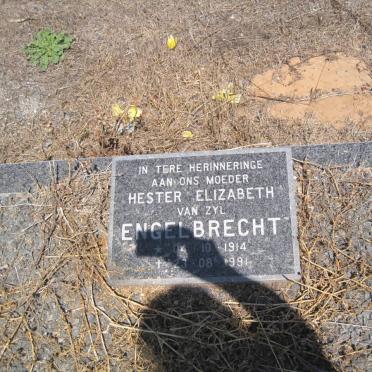 IN TERE HERINNERINGE
AAN ONS MOEDER
HESTER ELIZABETH
VAN ZYL
ENGELBRECHT
10 1914
08 1991